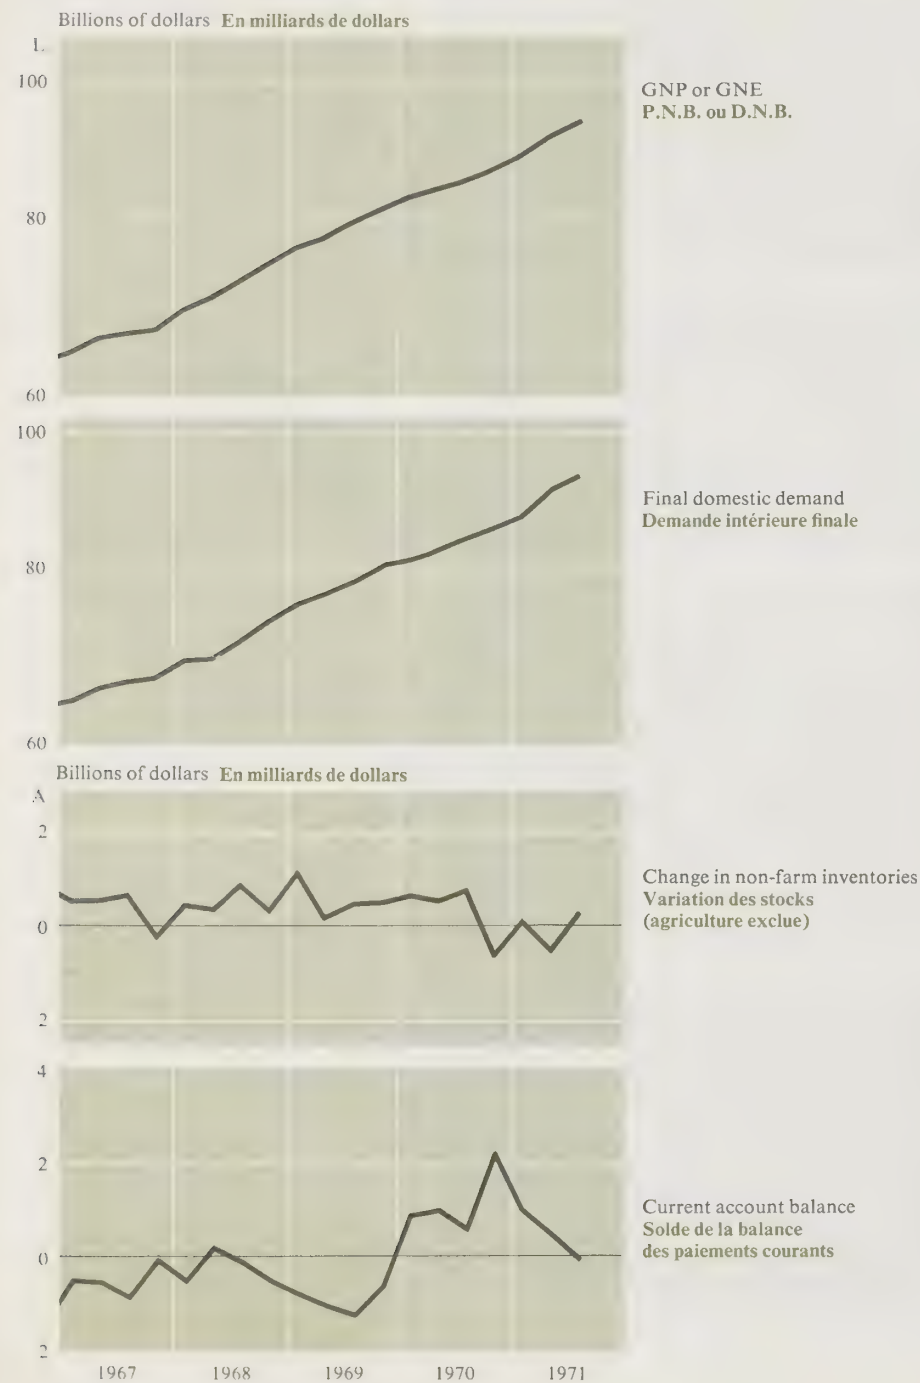 Billions of dollars En milliards de dollars
L
100
80
60
GNP or GNE
P.N.B. ou D.N.B.
100
80
60
Final domestic demand
Demande intérieure finale
Billions of dollars En milliards de dollars
A
2
0
2
Change in non-farm inventories
Variation des stocks
(agriculture exclue)
4
2
0
2
Current account balance
Solde de la balance
des paiements courants
1967 1968 1969 1970 1971